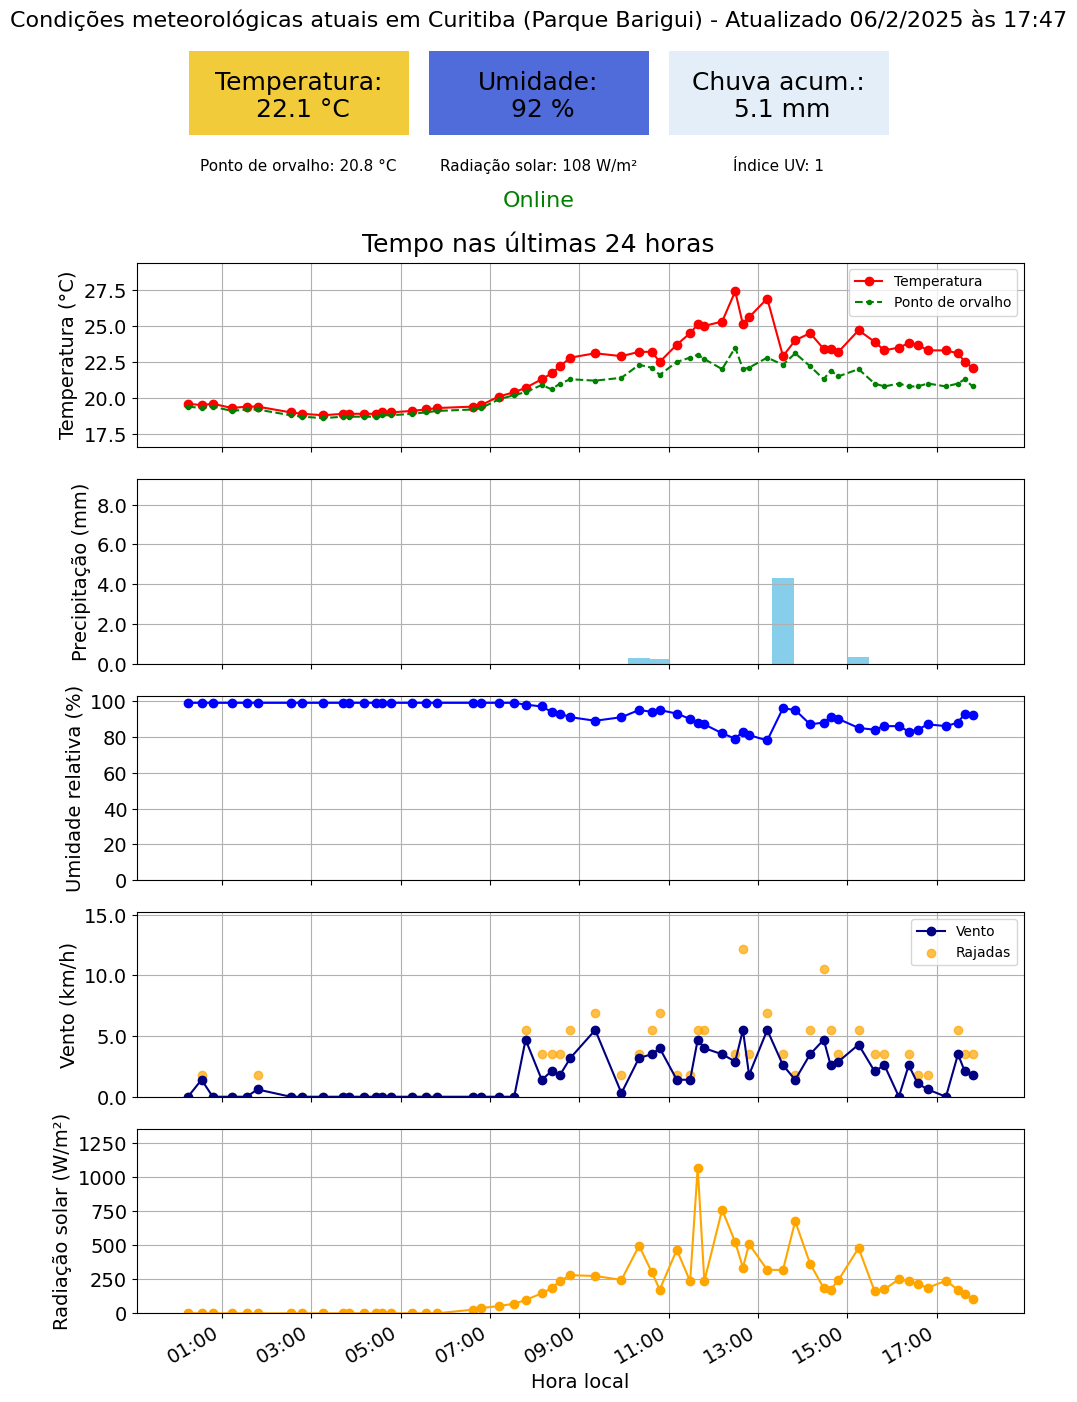 Condições meteorológicas atuais em Curitiba (Parque Barigui) - Atualizado 06/2/2025 às 17:47
Temperatura:
22.1 °C
Umidade:
92 %
Chuva acum.:
5.1 mm
Ponto de orvalho: 20.8 °C
Radiação solar: 108 W/m²
Índice UV: 1
Online
Tempo nas últimas 24 horas
Temperatura (°C)
27.5
25.0
22.5
20.0
17.5
Temperatura
Ponto de orvalho
Precipitação (mm)
8.0
6.0
4.0
2.0
0.0
Umidade relativa (%)
100
80
60
40
20
0
Vento (km/h)
15.0
10.0
5.0
0.0
Vento
Rajadas
Radiação solar (W/m²)
1250
1000
750
500
250
0
01:00
03:00
05:00
07:00
09:00
11:00
13:00
15:00
17:00
Hora local